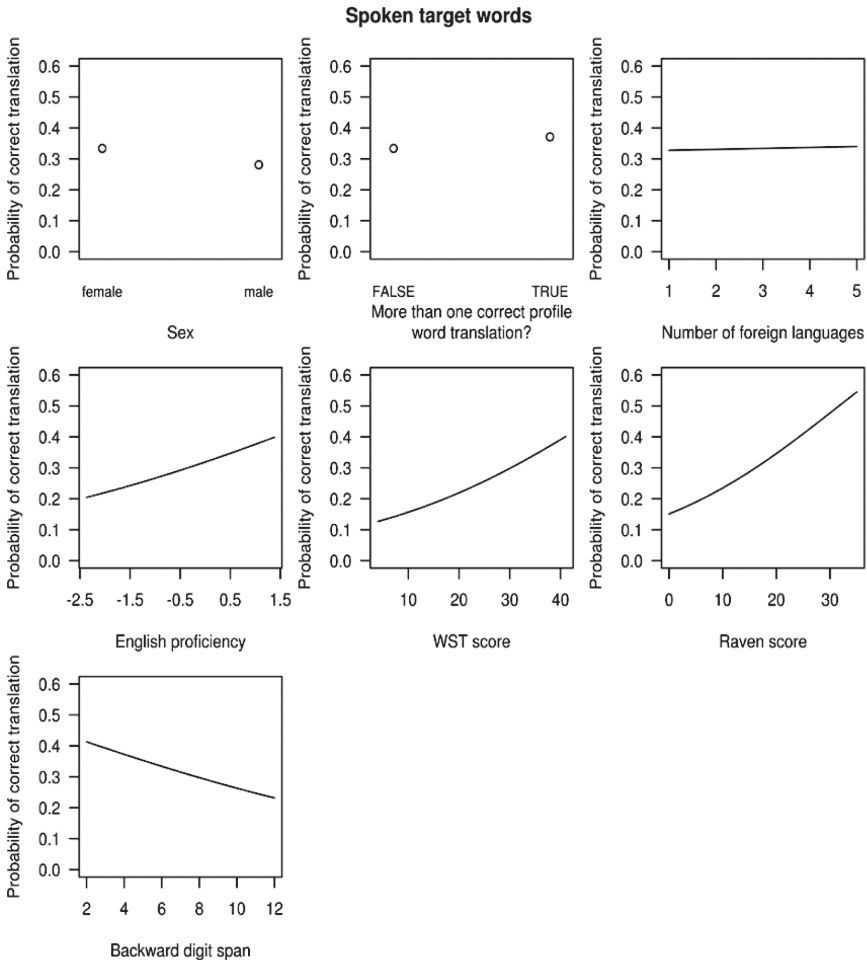 Spoken target words
Probability of correct translation
0.6
0.5
0.4
0.3
0.2
0.1
0.0
female male
Sex
Probability of correct translation
0.6
0.5
0.4
0.3
0.2
0.1
0.0
FALSE TRUE
More than one correct profile
word translation?
Probability of correct translation
0.6
0.5
0.4
0.3
0.2
0.1
0.0
1 2 3 4 5
Number of foreign languages
Probability of correct translation
0.6
0.5
0.4
0.3
0.2
0.1
0.0
-2.5 -1.5 -0.5 0.5 1.5
English proficiency
Probability of correct translation
0.6
0.5
0.4
0.3
0.2
0.1
0.0
10 20 30 40
WST score
Probability of correct translation
0.6
0.5
0.4
0.3
0.2
0.1
0.0
0 10 20 30
Raven score
Probability of correct translation
0.6
0.5
0.4
0.3
0.2
0.1
0.0
2 4 6 8 10 12
Backward digit span